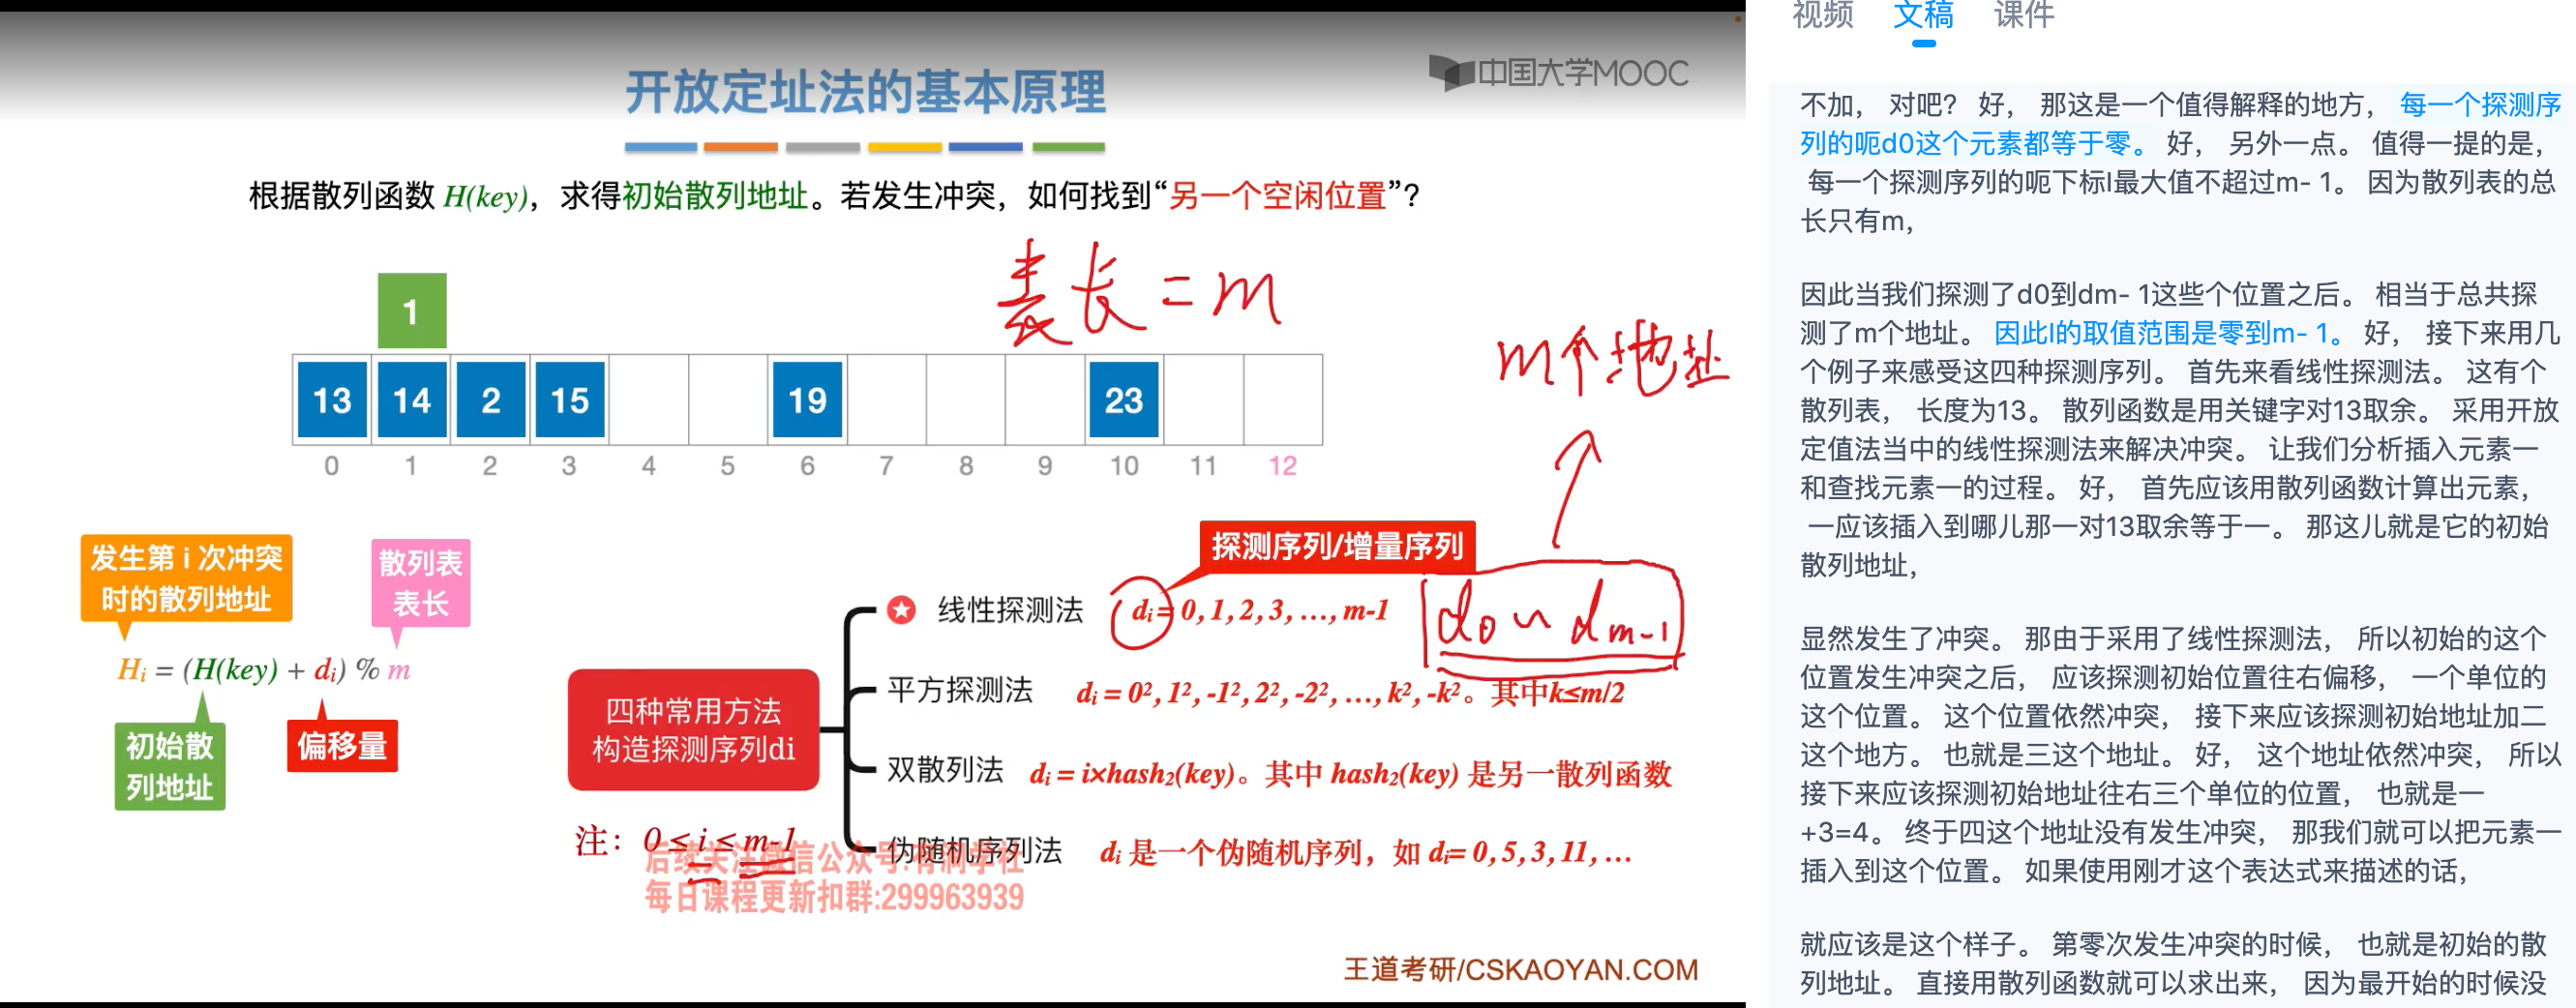 开放定址法的基本原理
中国大学MOOC
根据散列函数 H(key)，求得初始散列地址。若发生冲突，如何找到“另一个空闲位置”？
表长=m
m个地址
1
13 14 2 15 19 23
0 1 2 3 4 5 6 7 8 9 10 11 12
发生第 i 次冲突
时的散列地址
散列表
表长
Hi = (H(key) + di) % m
初始散
列地址
偏移量
探测序列/增量序列
四种常用方法
构造探测序列di
线性探测法 di= 0, 1, 2, 3, …, m-1
d0~dm-1
平方探测法 di = 0², 1², -1², 2², -2², …, k², -k²。其中k≤m/2
双散列法 di = i×hash₂(key)。其中 hash₂(key) 是另一散列函数
伪随机序列法 di 是一个伪随机序列，如 di= 0, 5, 3, 11, …
注：0≤i≤m-1
后续关注微信公众号:有润学社
每日课程更新扣群:299963939
王道考研/CSKAOYAN.COM
视频 文稿 课件
不加， 对吧？ 好， 那这是一个值得解释的地方， 每一个探测序
列的呃d0这个元素都等于零。 好， 另外一点。 值得一提的是，
每一个探测序列的呃下标I最大值不超过m- 1。 因为散列表的总
长只有m，
因此当我们探测了d0到dm- 1这些个位置之后。 相当于总共探
测了m个地址。 因此I的取值范围是零到m- 1。 好， 接下来用几
个例子来感受这四种探测序列。 首先来看线性探测法。 这有个
散列表， 长度为13。 散列函数是用关键字对13取余。 采用开放
定值法当中的线性探测法来解决冲突。 让我们分析插入元素一
和查找元素一的过程。 好， 首先应该用散列函数计算出元素，
一应该插入到哪儿那一对13取余等于一。 那这儿就是它的初始
散列地址，
显然发生了冲突。 那由于采用了线性探测法， 所以初始的这个
位置发生冲突之后， 应该探测初始位置往右偏移， 一个单位的
这个位置。 这个位置依然冲突， 接下来应该探测初始地址加二
这个地方。 也就是三这个地址。 好， 这个地址依然冲突， 所以
接下来应该探测初始地址往右三个单位的位置， 也就是一
+3=4。 终于四这个地址没有发生冲突， 那我们就可以把元素一
插入到这个位置。 如果使用刚才这个表达式来描述的话，
就应该是这个样子。 第零次发生冲突的时候， 也就是初始的散
列地址。 直接用散列函数就可以求出来， 因为最开始的时候没